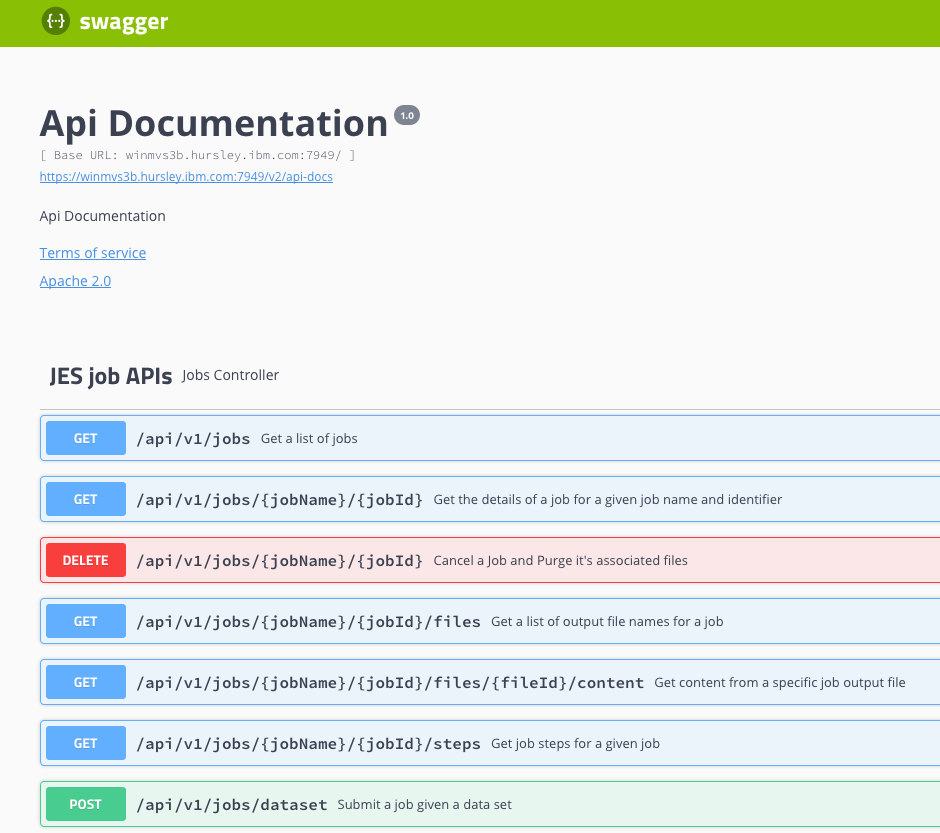 {···} swagger
Api Documentation 1.0
[ Base URL: winmvs3b.hursley.ibm.com:7949/ ]
https://winmvs3b.hursley.ibm.com:7949/v2/api-docs
Api Documentation
Terms of service
Apache 2.0
JES job APIs Jobs Controller
GET /api/v1/jobs Get a list of jobs
GET /api/v1/jobs/{jobName}/{jobId} Get the details of a job for a given job name and identifier
DELETE /api/v1/jobs/{jobName}/{jobId} Cancel a Job and Purge it's associated files
GET /api/v1/jobs/{jobName}/{jobId}/files Get a list of output file names for a job
GET /api/v1/jobs/{jobName}/{jobId}/files/{fileId}/content Get content from a specific job output file
GET /api/v1/jobs/{jobName}/{jobId}/steps Get job steps for a given job
POST /api/v1/jobs/dataset Submit a job given a data set